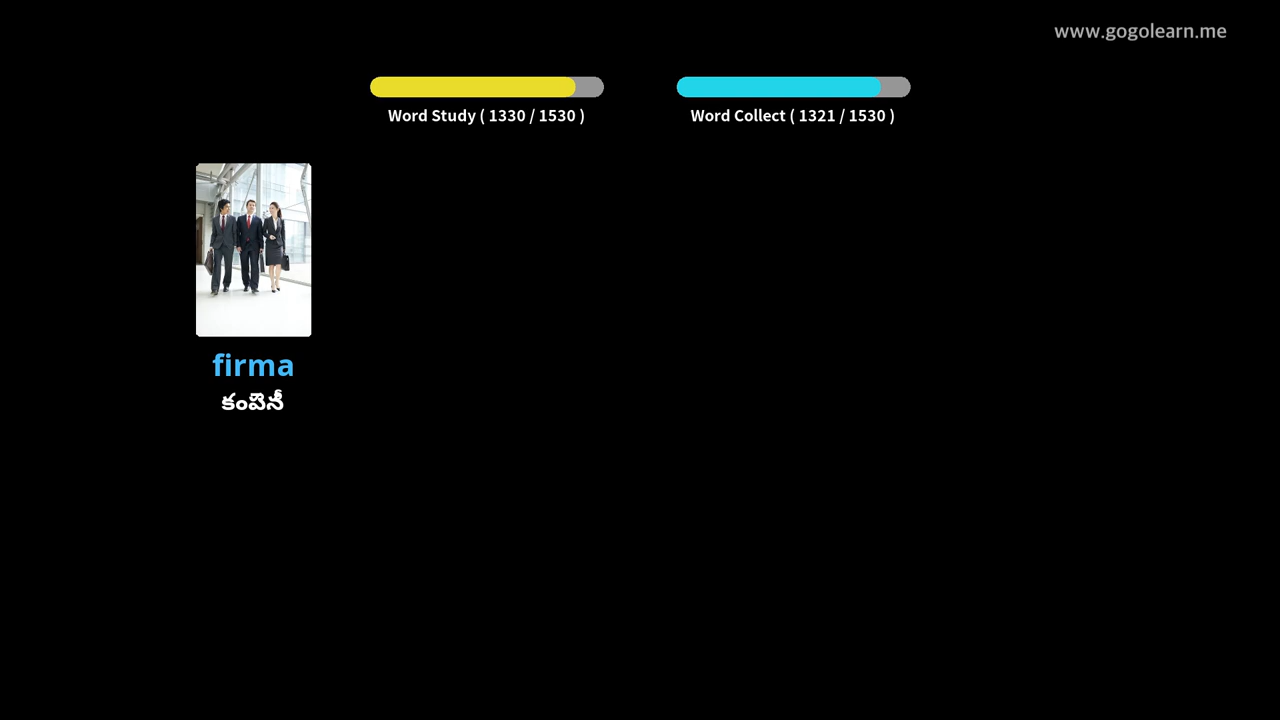 www.gogolearn.me
Word Study ( 1330 / 1530 )
Word Collect ( 1321 / 1530 )
firma
కంపెనీ